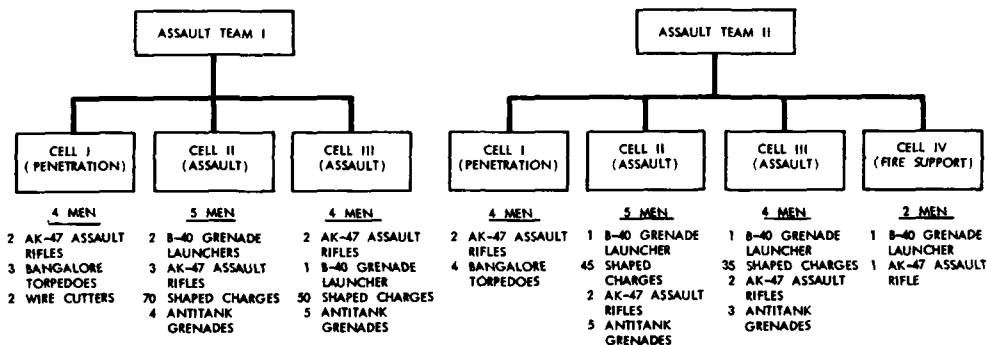 ASSAULT TEAM I
CELL I
(PENETRATION)
4 MEN
2 AK-47 ASSAULT
RIFLES
3 BANGALORE
TORPEDOES
2 WIRE CUTTERS
CELL II
(ASSAULT)
5 MEN
2 B-40 GRENADE
LAUNCHERS
3 AK-47 ASSAULT
RIFLES
70 SHAPED CHARGES
4 ANTITANK
GRENADES
CELL III
(ASSAULT)
4 MEN
2 AK-47 ASSAULT
RIFLES
1 B-40 GRENADE
LAUNCHER
50 SHAPED CHARGES
5 ANTITANK
GRENADES
ASSAULT TEAM II
CELL I
(PENETRATION)
4 MEN
2 AK-47 ASSAULT
RIFLES
4 BANGALORE
TORPEDOES
CELL II
(ASSAULT)
5 MEN
1 B-40 GRENADE
LAUNCHER
45 SHAPED
CHARGES
2 AK-47 ASSAULT
RIFLES
5 ANTITANK
GRENADES
CELL III
(ASSAULT)
4 MEN
1 B-40 GRENADE
LAUNCHER
35 SHAPED CHARGES
2 AK-47 ASSAULT
RIFLES
3 ANTITANK
GRENADES
CELL IV
(FIRE SUPPORT)
2 MEN
1 B-40 GRENADE
LAUNCHER
1 AK-47 ASSAULT
RIFLE